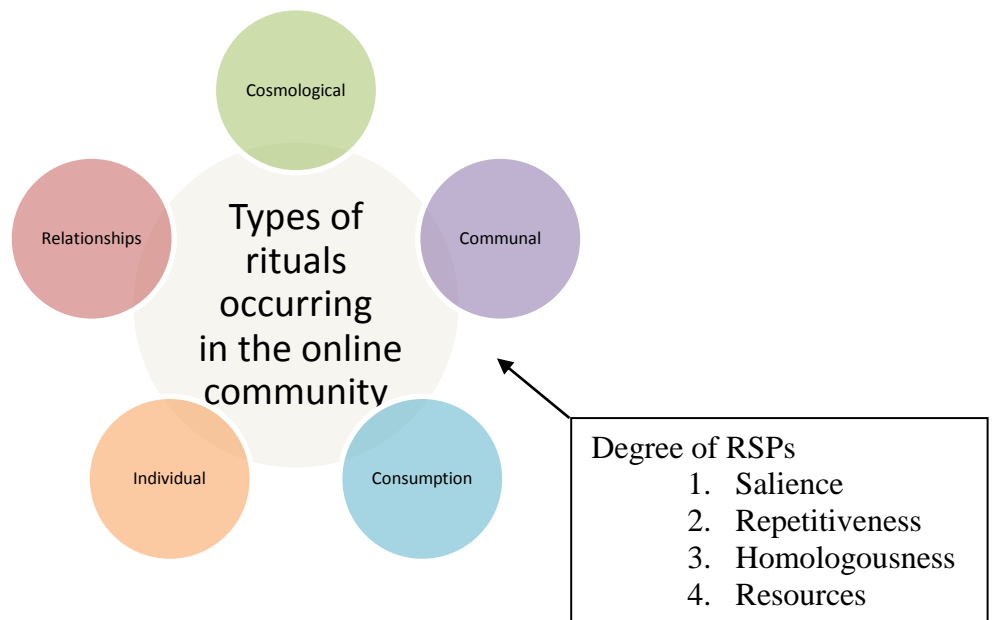 Cosmological
Relationships
Types of
rituals
occurring
in the online
community
Communal
Individual
Consumption
Degree of RSPs
1. Salience
2. Repetitiveness
3. Homologousness
4. Resources